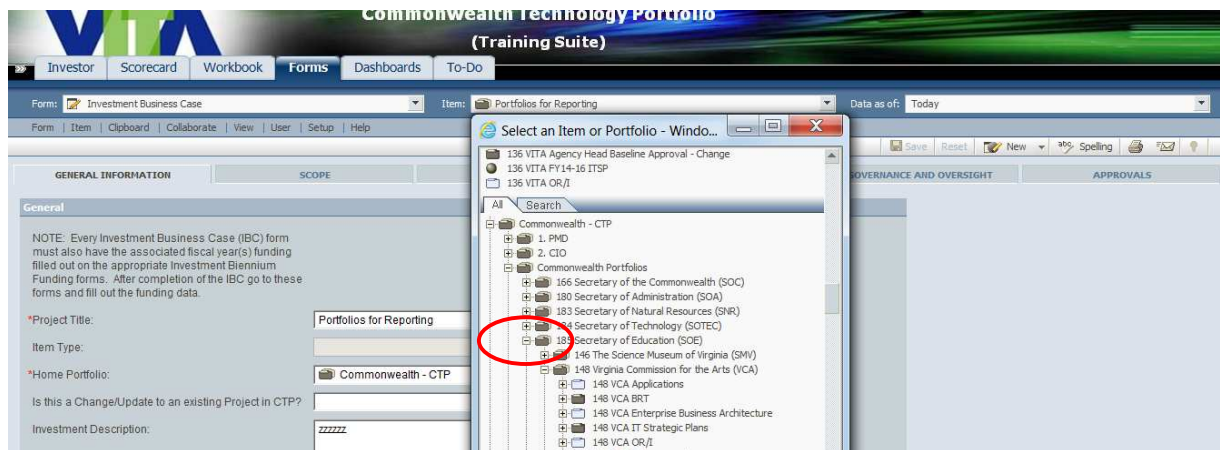 VITA
Commonwealth Technology Portfolio
(Training Suite)
Investor Scorecard Workbook Forms Dashboards To-Do
Form: Investment Business Case Item: Portfolios for Reporting Data as of: Today
Form | Item | Clipboard | Collaborate | View | User | Setup | Help
Select an Item or Portfolio - Windo...
Save Reset New abc Spelling
136 VITA Agency Head Baseline Approval - Change
136 VITA FY14-16 ITSP
136 VITA OR/I
GENERAL INFORMATION SCOPE GOVERNANCE AND OVERSIGHT APPROVALS
All Search
General
Commonwealth - CTP
1. PMD
2. CIO
Commonwealth Portfolios
166 Secretary of the Commonwealth (SOC)
180 Secretary of Administration (SOA)
183 Secretary of Natural Resources (SNR)
184 Secretary of Technology (SOTEC)
185 Secretary of Education (SOE)
146 The Science Museum of Virginia (SMV)
148 Virginia Commission for the Arts (VCA)
148 VCA Applications
148 VCA BRT
148 VCA Enterprise Business Architecture
148 VCA IT Strategic Plans
148 VCA OR/I
NOTE: Every Investment Business Case (IBC) form
must also have the associated fiscal year(s) funding
filled out on the appropriate Investment Biennium
Funding forms. After completion of the IBC go to these
forms and fill out the funding data.
*Project Title: Portfolios for Reporting
Item Type:
*Home Portfolio: Commonwealth - CTP
Is this a Change/Update to an existing Project in CTP?
Investment Description: zzzzzz